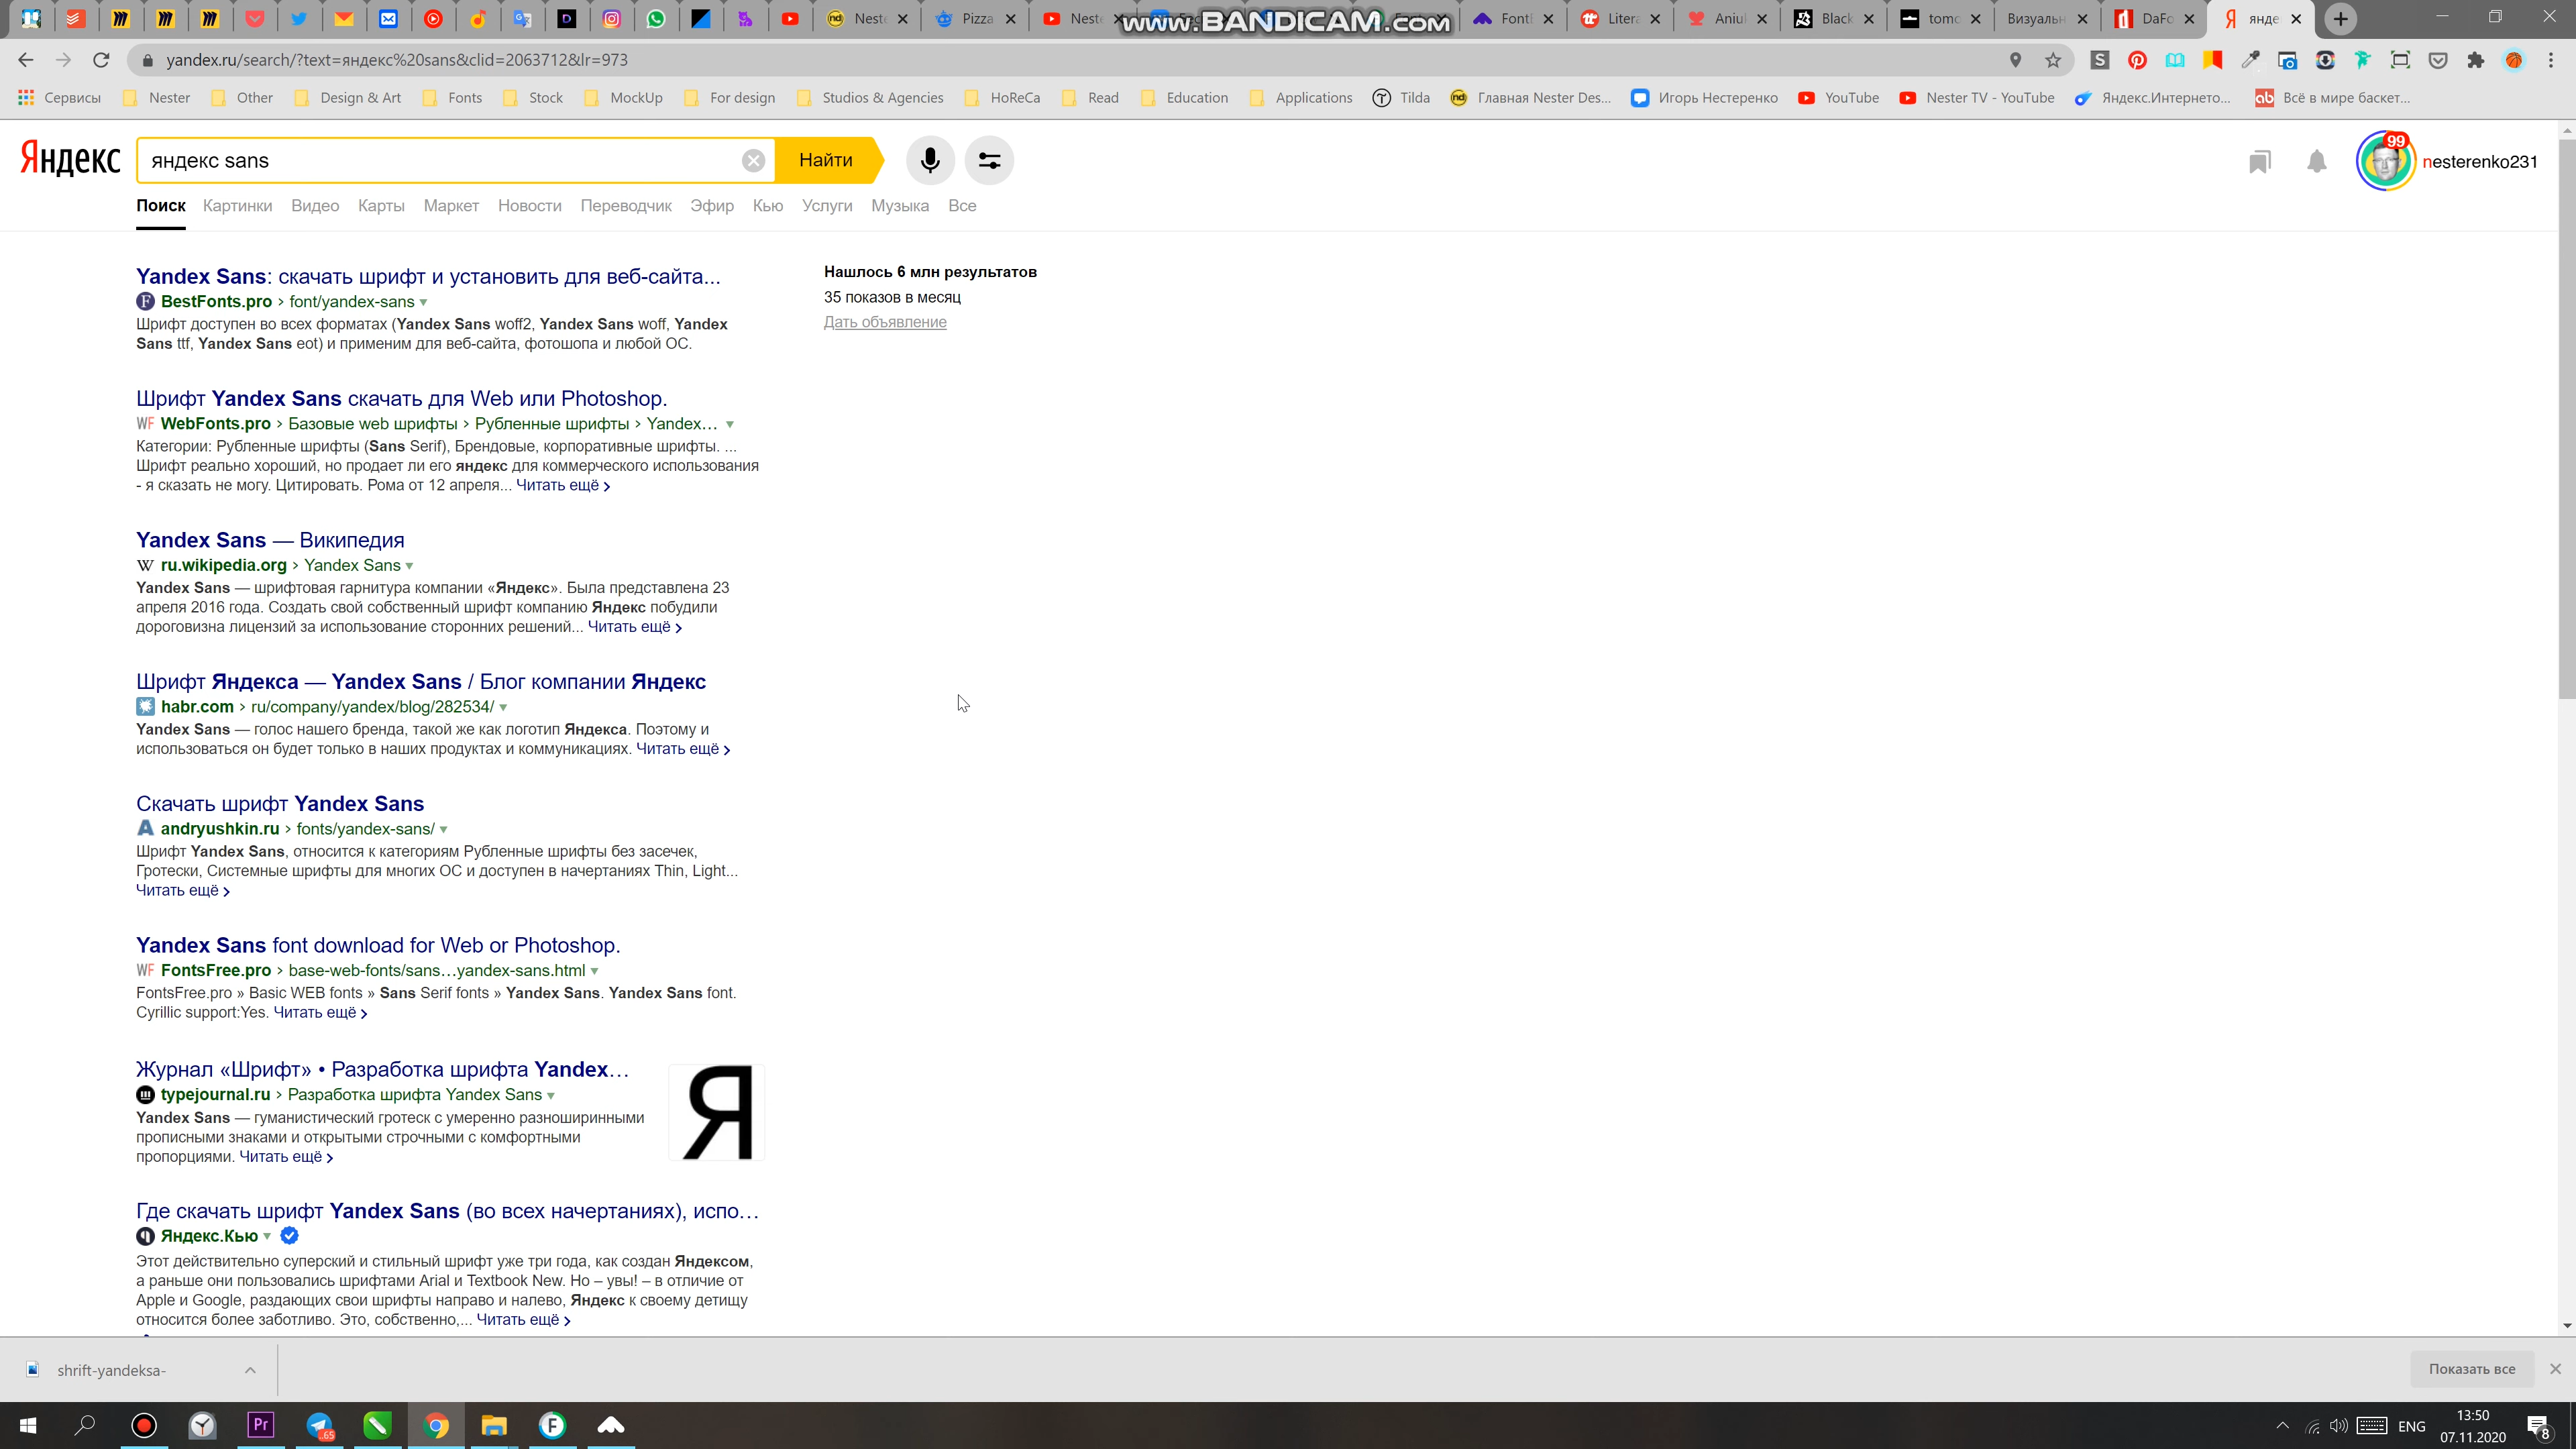 Nest
Pizza
Nest
www.BANDICAM.com
Font
Litera
Aniu
Black
tomc
Визуальн
DaFo
янде
yandex.ru/search/?text=яндекс%20sans&clid=2063712&lr=973
Сервисы
Nester
Other
Design & Art
Fonts
Stock
MockUp
For design
Studios & Agencies
HoReCa
Read
Education
Applications
Tilda
Главная Nester Des...
Игорь Нестеренко
YouTube
Nester TV - YouTube
Яндекс.Интернето...
Всё в мире баскет...
Яндекс
яндекс sans
Найти
99
nesterenko231
Поиск Картинки Видео Карты Маркет Новости Переводчик Эфир Кью Услуги Музыка Все
Yandex Sans: скачать шрифт и установить для веб-сайта...
BestFonts.pro › font/yandex-sans
Шрифт доступен во всех форматах (Yandex Sans woff2, Yandex Sans woff, Yandex
Sans ttf, Yandex Sans eot) и применим для веб-сайта, фотошопа и любой ОС.
Нашлось 6 млн результатов
35 показов в месяц
Дать объявление
Шрифт Yandex Sans скачать для Web или Photoshop.
WF WebFonts.pro › Базовые web шрифты › Рубленные шрифты › Yandex…
Категории: Рубленные шрифты (Sans Serif), Брендовые, корпоративные шрифты. ...
Шрифт реально хороший, но продает ли его яндекс для коммерческого использования
- я сказать не могу. Цитировать. Рома от 12 апреля... Читать ещё ›
Yandex Sans — Википедия
W ru.wikipedia.org › Yandex Sans
Yandex Sans — шрифтовая гарнитура компании «Яндекс». Была представлена 23
апреля 2016 года. Создать свой собственный шрифт компанию Яндекс побудили
дороговизна лицензий за использование сторонних решений... Читать ещё ›
Шрифт Яндекса — Yandex Sans / Блог компании Яндекс
habr.com › ru/company/yandex/blog/282534/
Yandex Sans — голос нашего бренда, такой же как логотип Яндекса. Поэтому и
использоваться он будет только в наших продуктах и коммуникациях. Читать ещё ›
Скачать шрифт Yandex Sans
andryushkin.ru › fonts/yandex-sans/
Шрифт Yandex Sans, относится к категориям Рубленные шрифты без засечек,
Гротески, Системные шрифты для многих ОС и доступен в начертаниях Thin, Light...
Читать ещё ›
Yandex Sans font download for Web or Photoshop.
WF FontsFree.pro › base-web-fonts/sans…yandex-sans.html
FontsFree.pro » Basic WEB fonts » Sans Serif fonts » Yandex Sans. Yandex Sans font.
Cyrillic support:Yes. Читать ещё ›
Журнал «Шрифт» • Разработка шрифта Yandex…
typejournal.ru › Разработка шрифта Yandex Sans
Yandex Sans — гуманистический гротеск с умеренно разноширинными
прописными знаками и открытыми строчными с комфортными
пропорциями. Читать ещё ›
Я
Где скачать шрифт Yandex Sans (во всех начертаниях), испо…
Яндекс.Кью
Этот действительно суперский и стильный шрифт уже три года, как создан Яндексом,
а раньше они пользовались шрифтами Arial и Textbook New. Но – увы! – в отличие от
Apple и Google, раздающих свои шрифты направо и налево, Яндекс к своему детищу
относится более заботливо. Это, собственно,... Читать ещё ›
shrift-yandeksa-
Показать все
Pr
65
F
ENG
13:50
07.11.2020
8